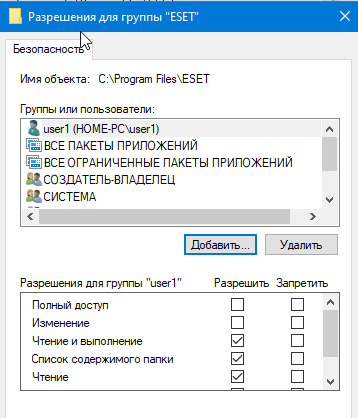 Разрешения для группы "ESET"
Безопасность
Имя объекта: C:\Program Files\ESET
Группы или пользователи:
user1 (HOME-PC\user1)
ВСЕ ПАКЕТЫ ПРИЛОЖЕНИЙ
ВСЕ ОГРАНИЧЕННЫЕ ПАКЕТЫ ПРИЛОЖЕНИЙ
СОЗДАТЕЛЬ-ВЛАДЕЛЕЦ
СИСТЕМА
Добавить... Удалить
Разрешения для группы "user1" Разрешить Запретить
Полный доступ
Изменение
Чтение и выполнение
Список содержимого папки
Чтение